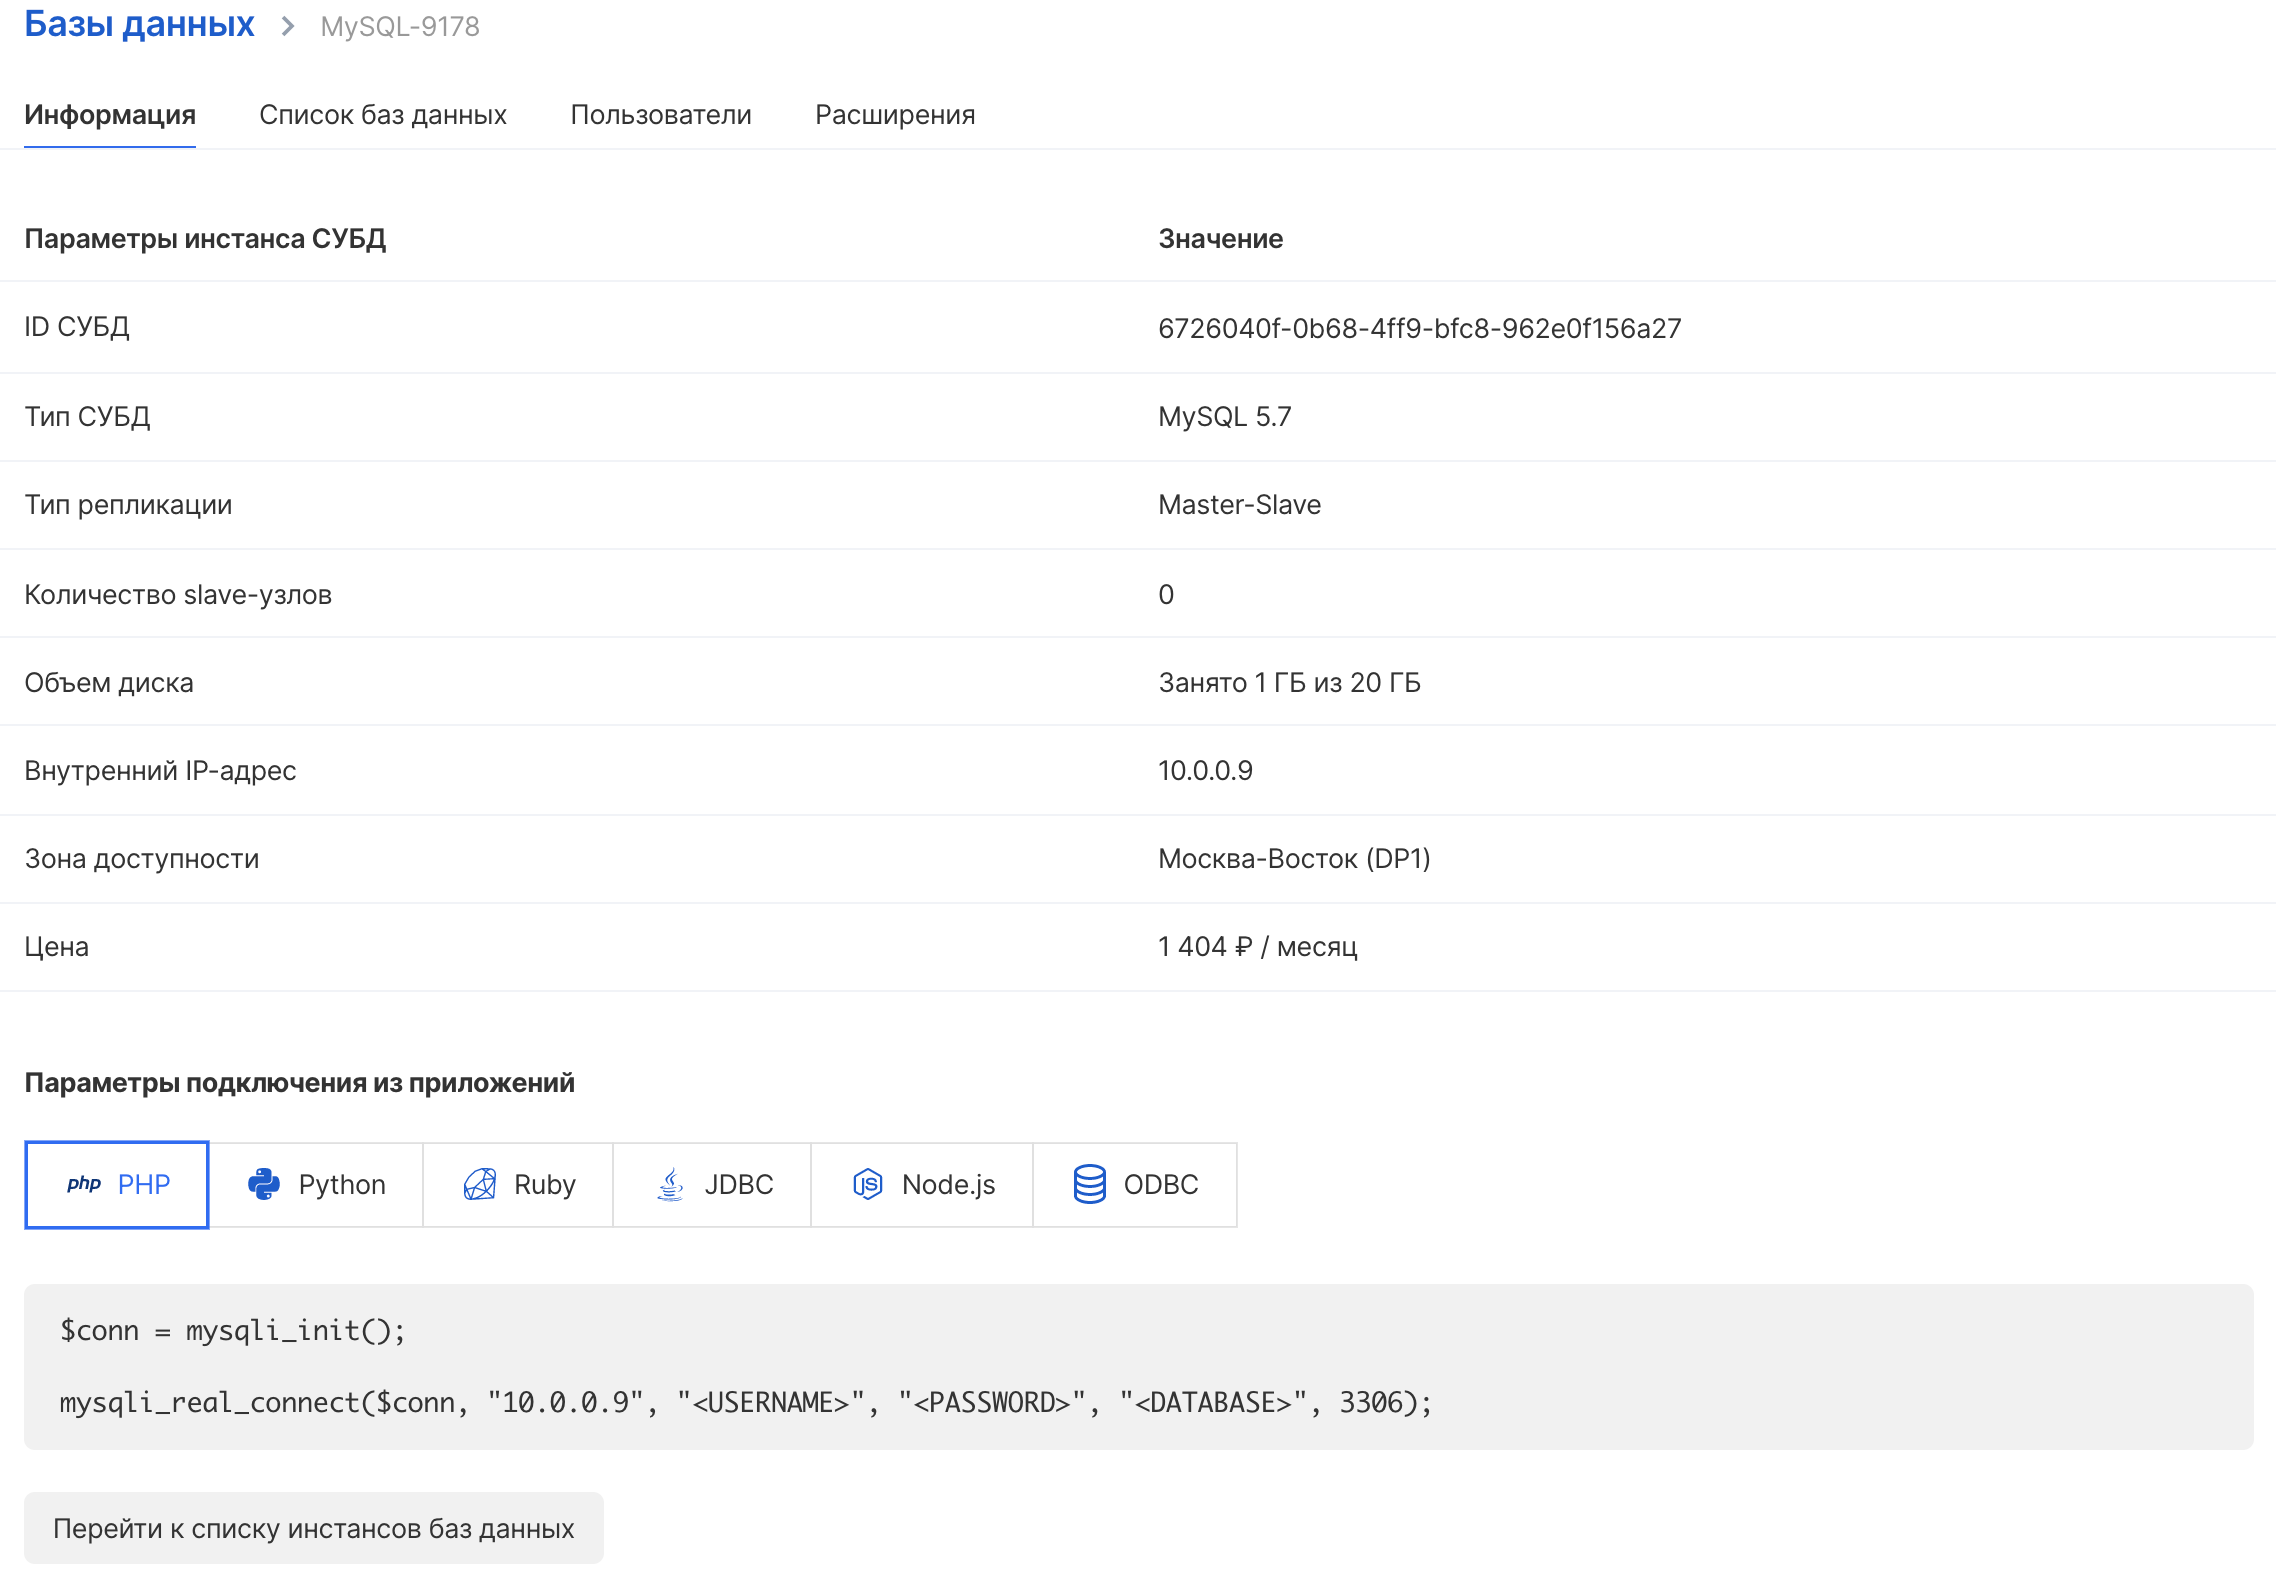 Базы данных > MySQL-9178
Информация Список баз данных Пользователи Расширения
Параметры инстанса СУБД Значение
ID СУБД 6726040f-0b68-4ff9-bfc8-962e0f156a27
Тип СУБД MySQL 5.7
Тип репликации Master-Slave
Количество slave-узлов 0
Объем диска Занято 1 ГБ из 20 ГБ
Внутренний IP-адрес 10.0.0.9
Зона доступности Москва-Восток (DP1)
Цена 1 404 ₽ / месяц
Параметры подключения из приложений
php PHP Python Ruby JDBC JS Node.js ODBC
$conn = mysqli_init();
mysqli_real_connect($conn, "10.0.0.9", "<USERNAME>", "<PASSWORD>", "<DATABASE>", 3306);
Перейти к списку инстансов баз данных